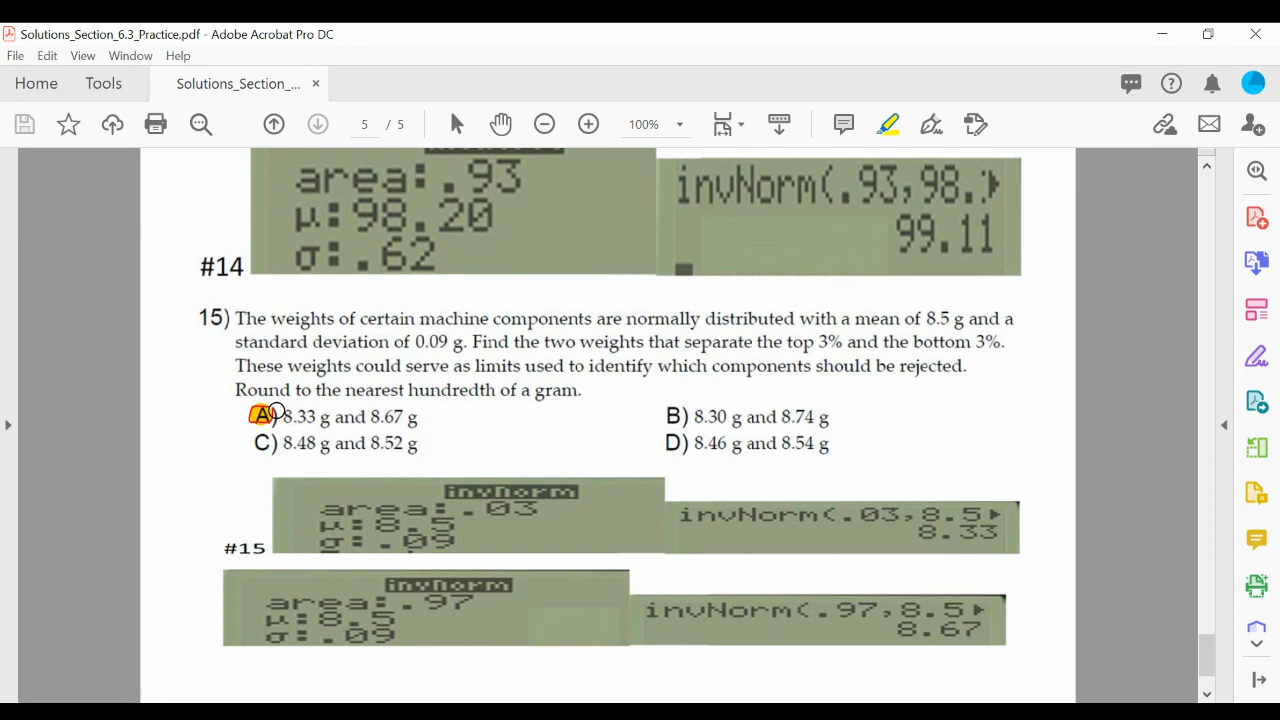 Solutions_Section_6.3_Practice.pdf - Adobe Acrobat Pro DC
File Edit View Window Help
Home Tools Solutions_Section_... ×
5 / 5 100%
area:.93
μ:98.20
σ:.62
invNorm(.93,98.
99.11
#14
15) The weights of certain machine components are normally distributed with a mean of 8.5 g and a
standard deviation of 0.09 g. Find the two weights that separate the top 3% and the bottom 3%.
These weights could serve as limits used to identify which components should be rejected.
Round to the nearest hundredth of a gram.
A) 8.33 g and 8.67 g B) 8.30 g and 8.74 g
C) 8.48 g and 8.52 g D) 8.46 g and 8.54 g
invNorm
area:.03
μ:8.5
σ:.09
invNorm(.03,8.5
8.33
#15
invNorm
area:.97
μ:8.5
σ:.09
invNorm(.97,8.5
8.67